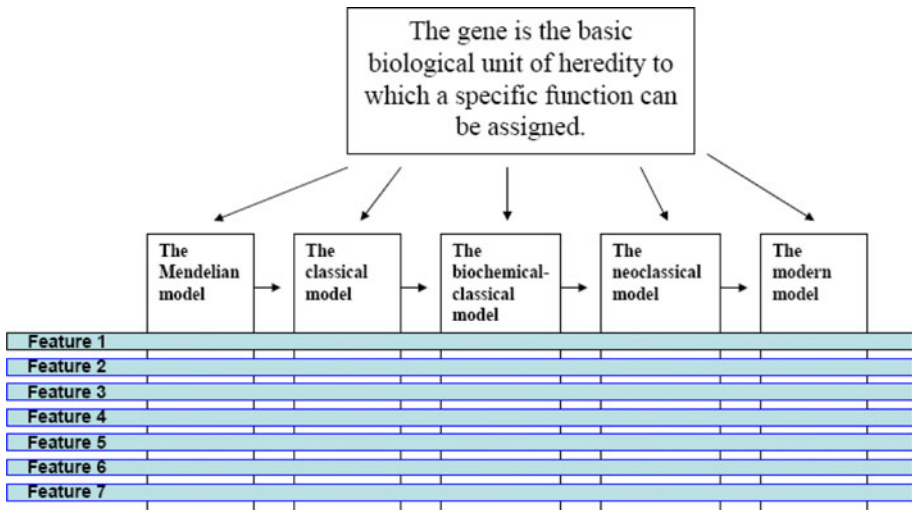 The gene is the basic
biological unit of heredity to
which a specific function can
be assigned.
The
Mendelian
model
The
classical
model
The
biochemical-
classical
model
The
neoclassical
model
The
modern
model
Feature 1
Feature 2
Feature 3
Feature 4
Feature 5
Feature 6
Feature 7